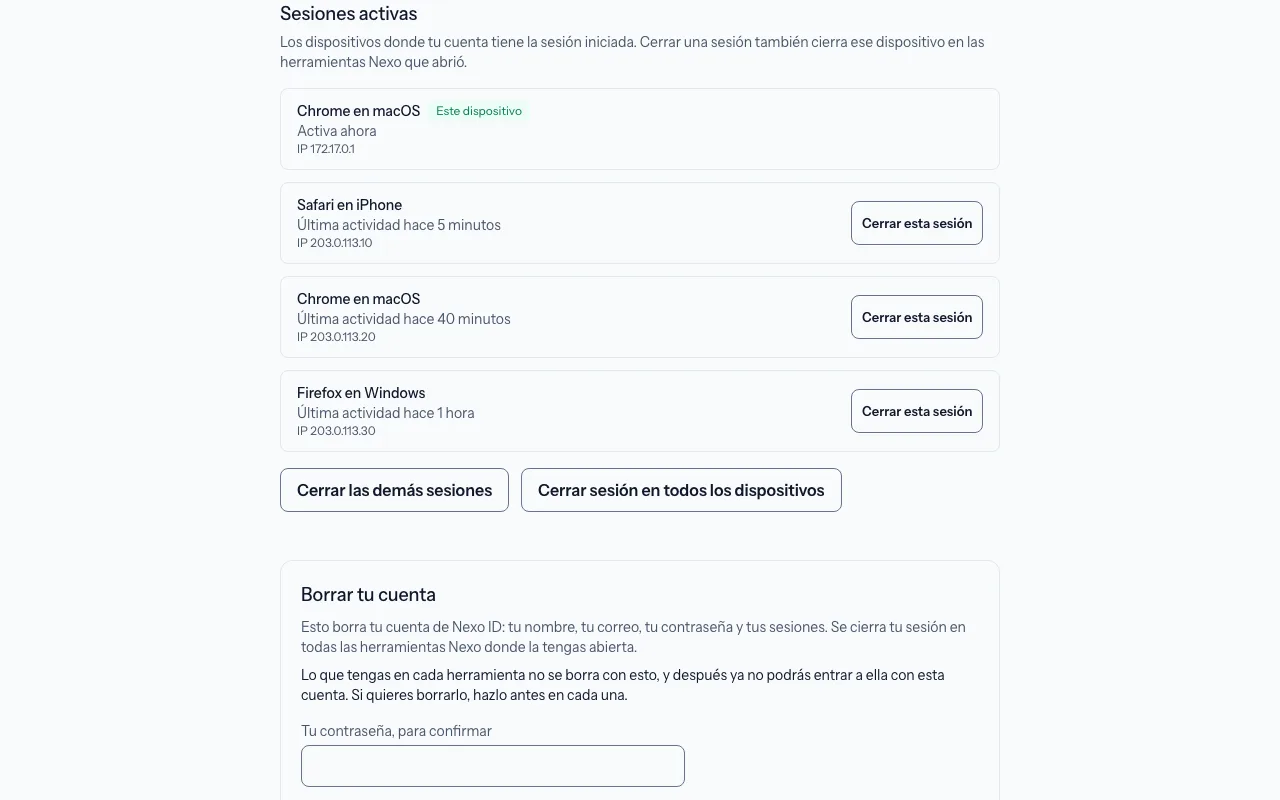 Sesiones activas
Los dispositivos donde tu cuenta tiene la sesión iniciada. Cerrar una sesión también cierra ese dispositivo en las
herramientas Nexo que abrió.
Chrome en macOS Este dispositivo
Activa ahora
IP 172.17.0.1
Safari en iPhone
Última actividad hace 5 minutos
IP 203.0.113.10
Cerrar esta sesión
Chrome en macOS
Última actividad hace 40 minutos
IP 203.0.113.20
Cerrar esta sesión
Firefox en Windows
Última actividad hace 1 hora
IP 203.0.113.30
Cerrar esta sesión
Cerrar las demás sesiones
Cerrar sesión en todos los dispositivos
Borrar tu cuenta
Esto borra tu cuenta de Nexo ID: tu nombre, tu correo, tu contraseña y tus sesiones. Se cierra tu sesión en
todas las herramientas Nexo donde la tengas abierta.
Lo que tengas en cada herramienta no se borra con esto, y después ya no podrás entrar a ella con esta
cuenta. Si quieres borrarlo, hazlo antes en cada una.
Tu contraseña, para confirmar